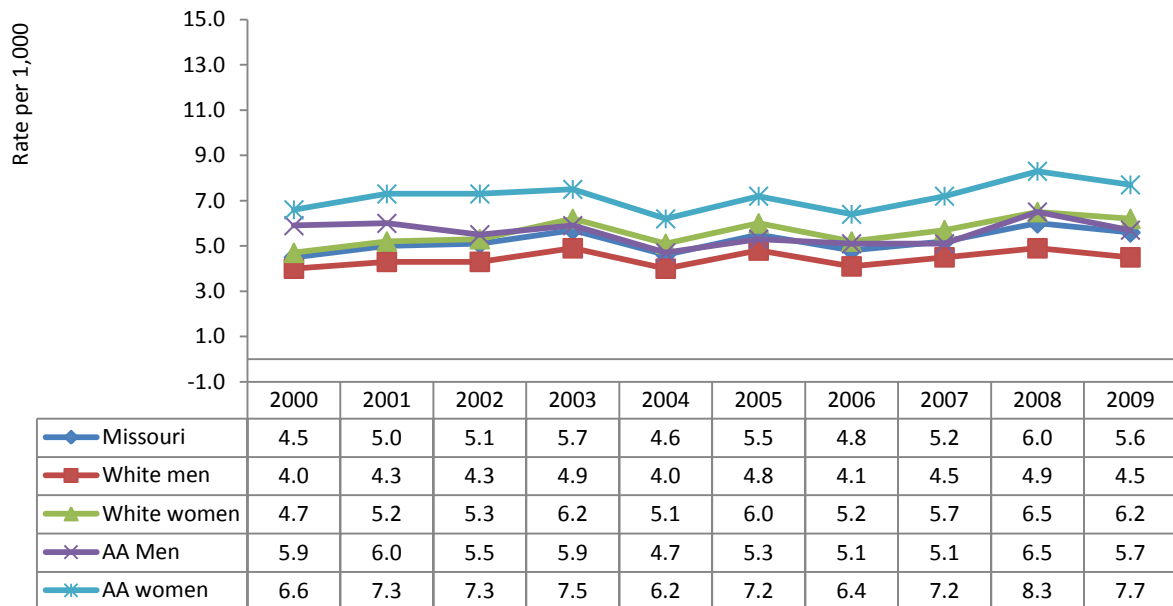 Rate per 1,000
15.0
13.0
11.0
9.0
7.0
5.0
3.0
1.0
-1.0
2000 2001 2002 2003 2004 2005 2006 2007 2008 2009
Missouri 4.5 5.0 5.1 5.7 4.6 5.5 4.8 5.2 6.0 5.6
White men 4.0 4.3 4.3 4.9 4.0 4.8 4.1 4.5 4.9 4.5
White women 4.7 5.2 5.3 6.2 5.1 6.0 5.2 5.7 6.5 6.2
AA Men 5.9 6.0 5.5 5.9 4.7 5.3 5.1 5.1 6.5 5.7
AA women 6.6 7.3 7.3 7.5 6.2 7.2 6.4 7.2 8.3 7.7